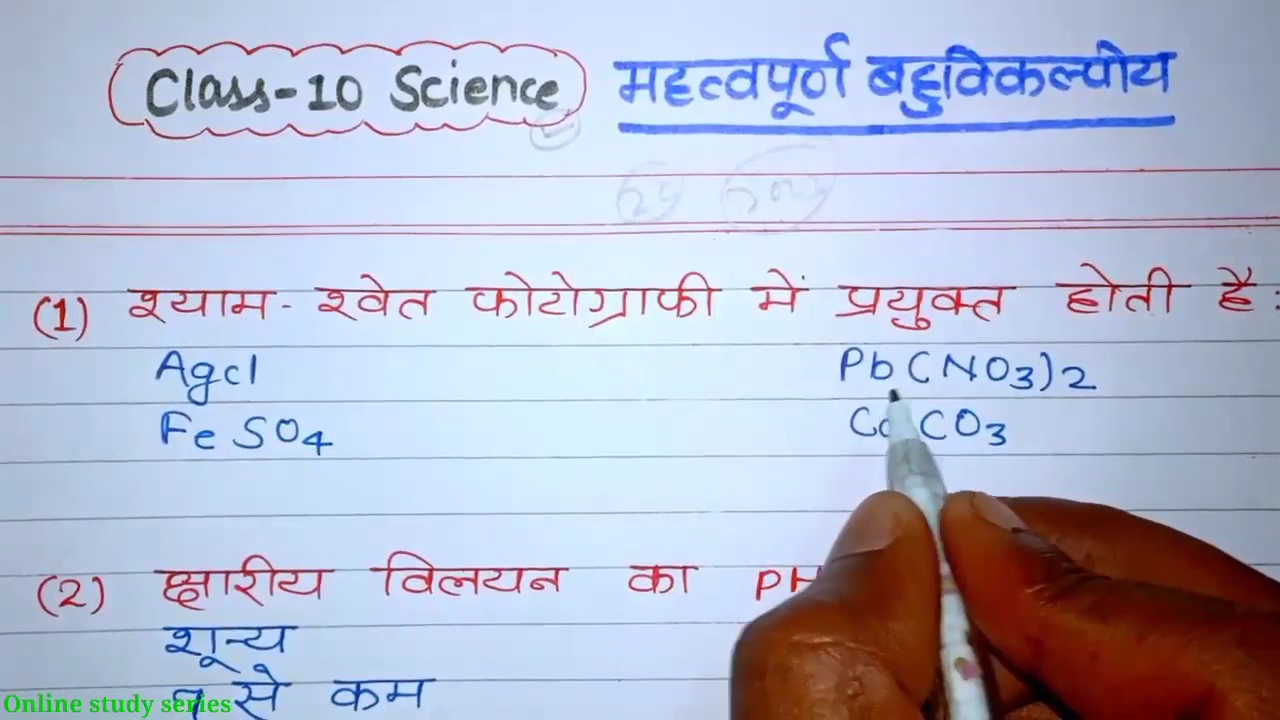 Class-10 Science महत्वपूर्ण बहुविकल्पीय
(1) श्याम-श्वेत फोटोग्राफी में प्रयुक्त होती है:
Agcl Pb(NO3)2
FeSO4 CO3
(2) क्षारीय विलयन का PH
शून्य
से कम
Online study series